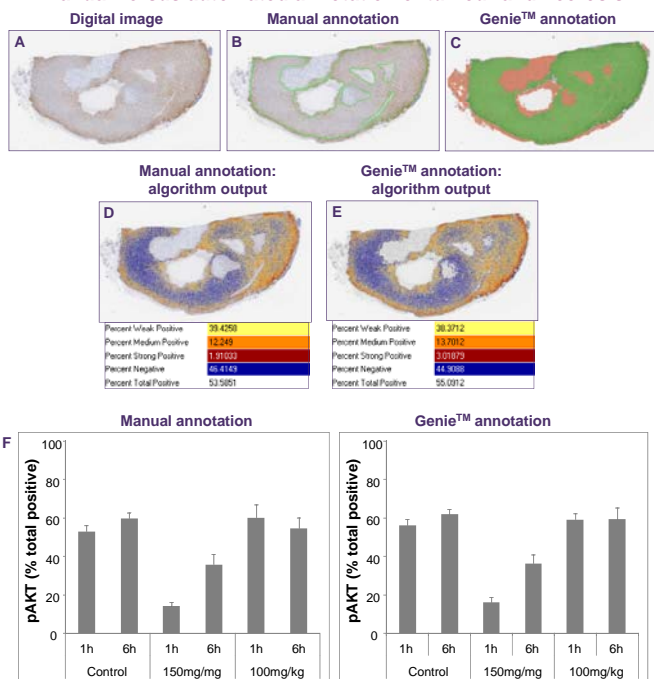 Digital image
Manual annotation
Genie™ annotation
A
B
C
Manual annotation:
algorithm output
Genie™ annotation:
algorithm output
D
E
Percent Weak Positive 39.4258
Percent Medium Positive 12.249
Percent Strong Positive 1.91033
Percent Negative 46.4149
Percent Total Positive 53.5851
Percent Weak Positive 38.3712
Percent Medium Positive 13.7012
Percent Strong Positive 3.01879
Percent Negative 44.9088
Percent Total Positive 55.0912
F
Manual annotation
pAKT (% total positive)
100
80
60
40
20
0
1h 6h 1h 6h 1h 6h
Control 150mg/mg 100mg/kg
Genie™ annotation
pAKT (% total positive)
100
80
60
40
20
0
1h 6h 1h 6h 1h 6h
Control 150mg/mg 100mg/kg